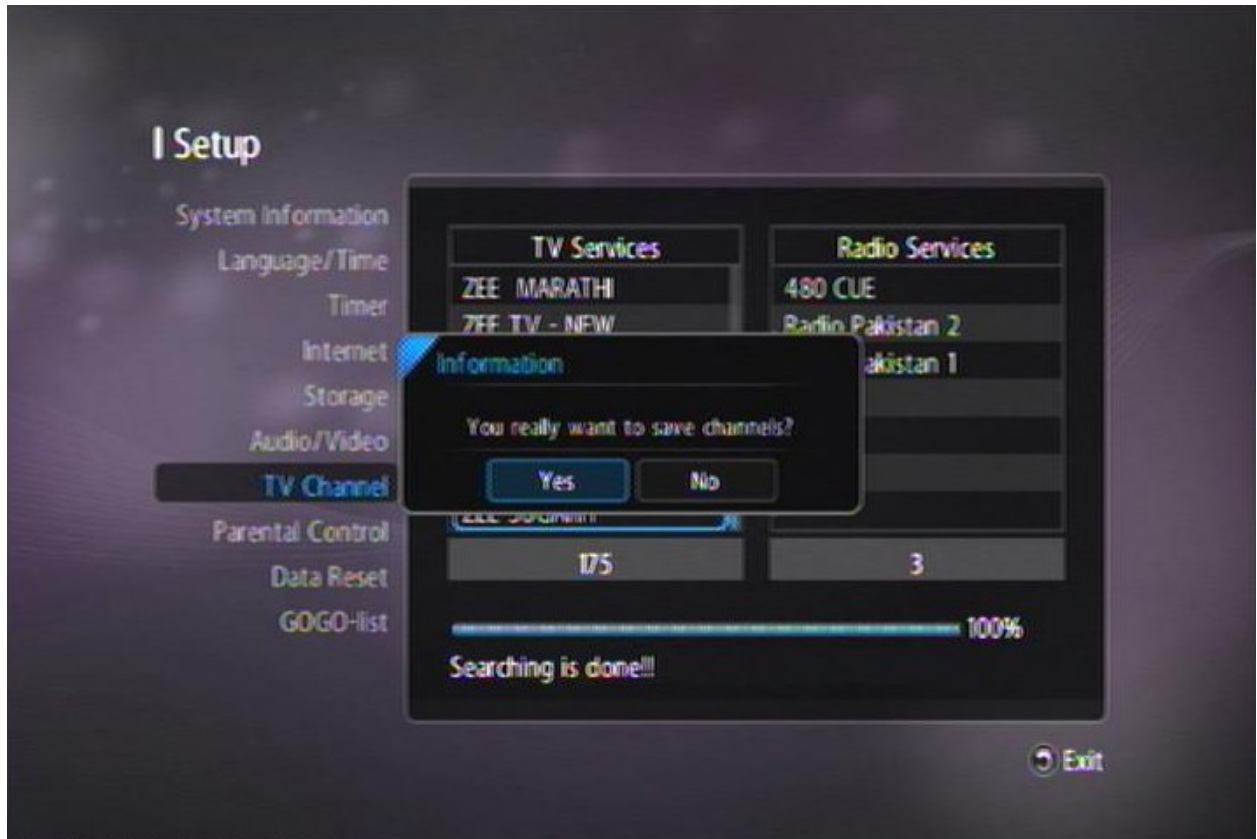 Setup
System Information
Language/Time
Timer
Internet
Storage
Audio/Video
TV Channel
Parental Control
Data Reset
GOGO-list
TV Services
ZEE MARATHI
ZEE TV - NEW
ZEE
175
Radio Services
480 CUE
Radio Pakistan 2
akistan 1
3
Information
You really want to save channels?
Yes
No
100%
Searching is done!!!
Exit